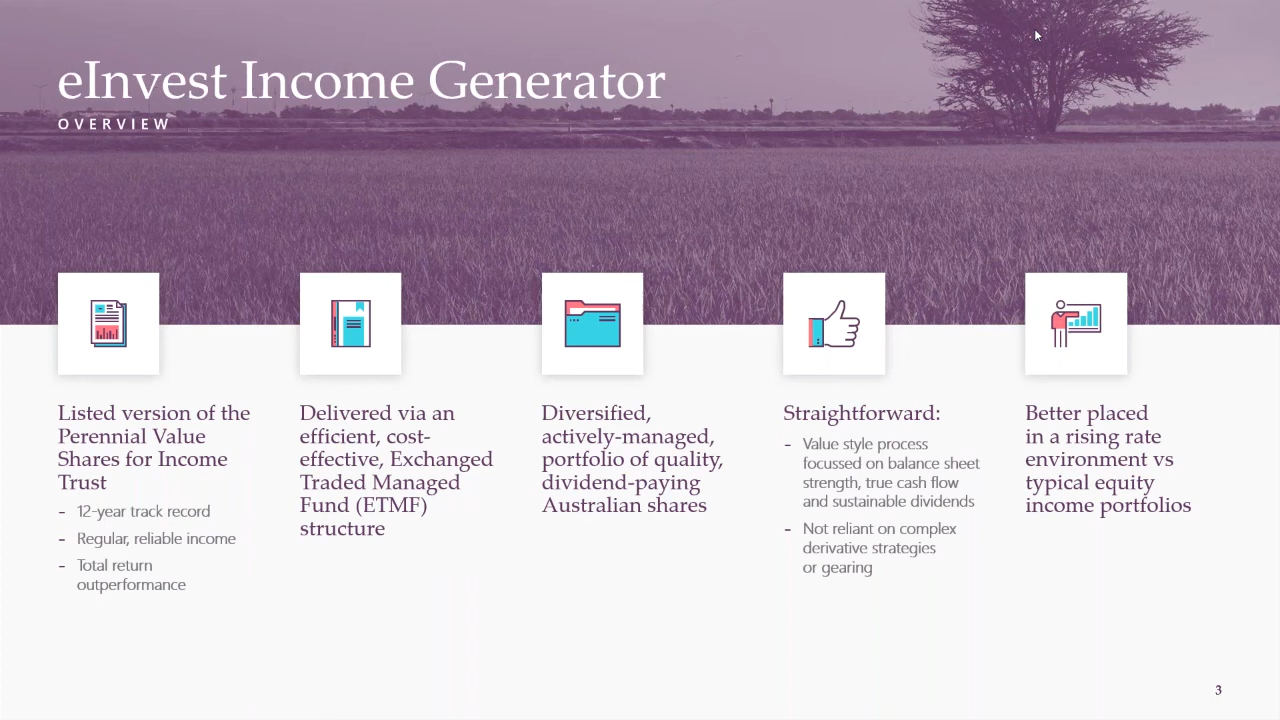 eInvest Income Generator
OVERVIEW
Listed version of the
Perennial Value
Shares for Income
Trust
- 12-year track record
- Regular, reliable income
- Total return
outperformance
Delivered via an
efficient, cost-
effective, Exchanged
Traded Managed
Fund (ETMF)
structure
Diversified,
actively-managed,
portfolio of quality,
dividend-paying
Australian shares
Straightforward:
- Value style process
focussed on balance sheet
strength, true cash flow
and sustainable dividends
- Not reliant on complex
derivative strategies
or gearing
Better placed
in a rising rate
environment vs
typical equity
income portfolios
3